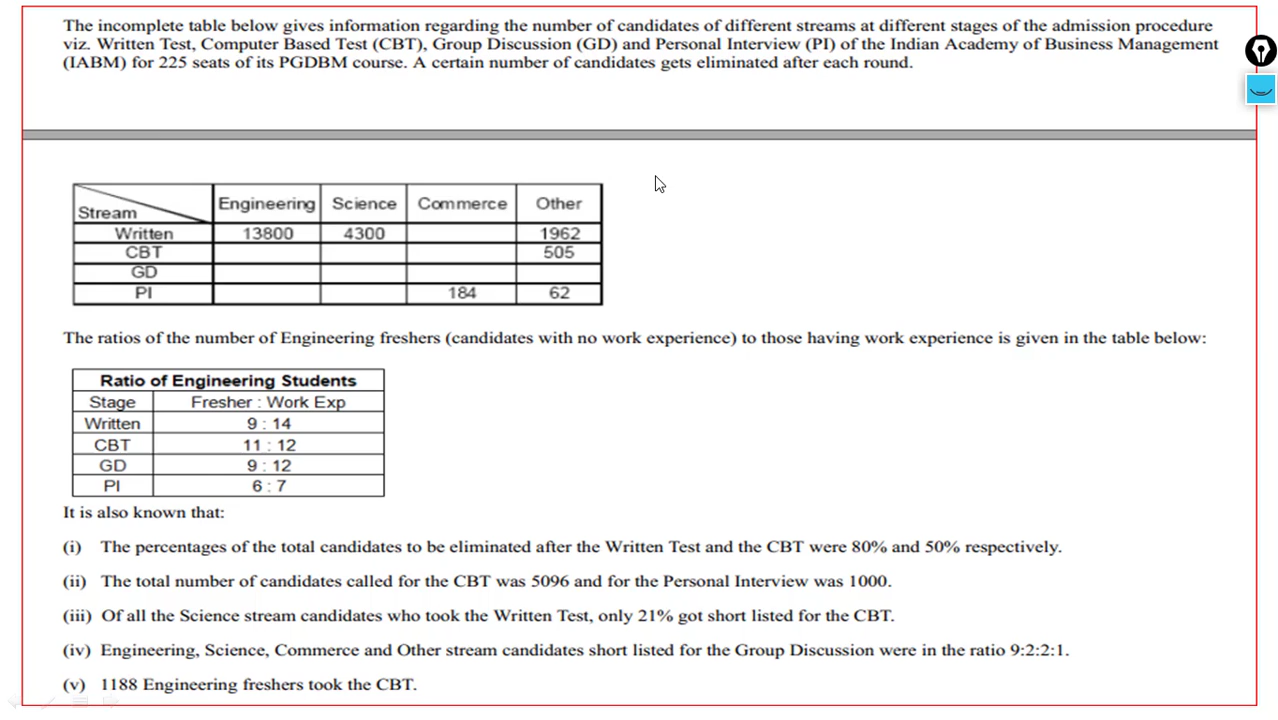 The incomplete table below gives information regarding the number of candidates of different streams at different stages of the admission procedure
viz. Written Test, Computer Based Test (CBT), Group Discussion (GD) and Personal Interview (PI) of the Indian Academy of Business Management
(IABM) for 225 seats of its PGDBM course. A certain number of candidates gets eliminated after each round.
Stream Engineering Science Commerce Other
Written 13800 4300 1962
CBT 505
GD
PI 184 62
The ratios of the number of Engineering freshers (candidates with no work experience) to those having work experience is given in the table below:
Ratio of Engineering Students
Stage Fresher : Work Exp
Written 9 : 14
CBT 11 : 12
GD 9 : 12
PI 6 : 7
It is also known that:
(i) The percentages of the total candidates to be eliminated after the Written Test and the CBT were 80% and 50% respectively.
(ii) The total number of candidates called for the CBT was 5096 and for the Personal Interview was 1000.
(iii) Of all the Science stream candidates who took the Written Test, only 21% got short listed for the CBT.
(iv) Engineering, Science, Commerce and Other stream candidates short listed for the Group Discussion were in the ratio 9:2:2:1.
(v) 1188 Engineering freshers took the CBT.